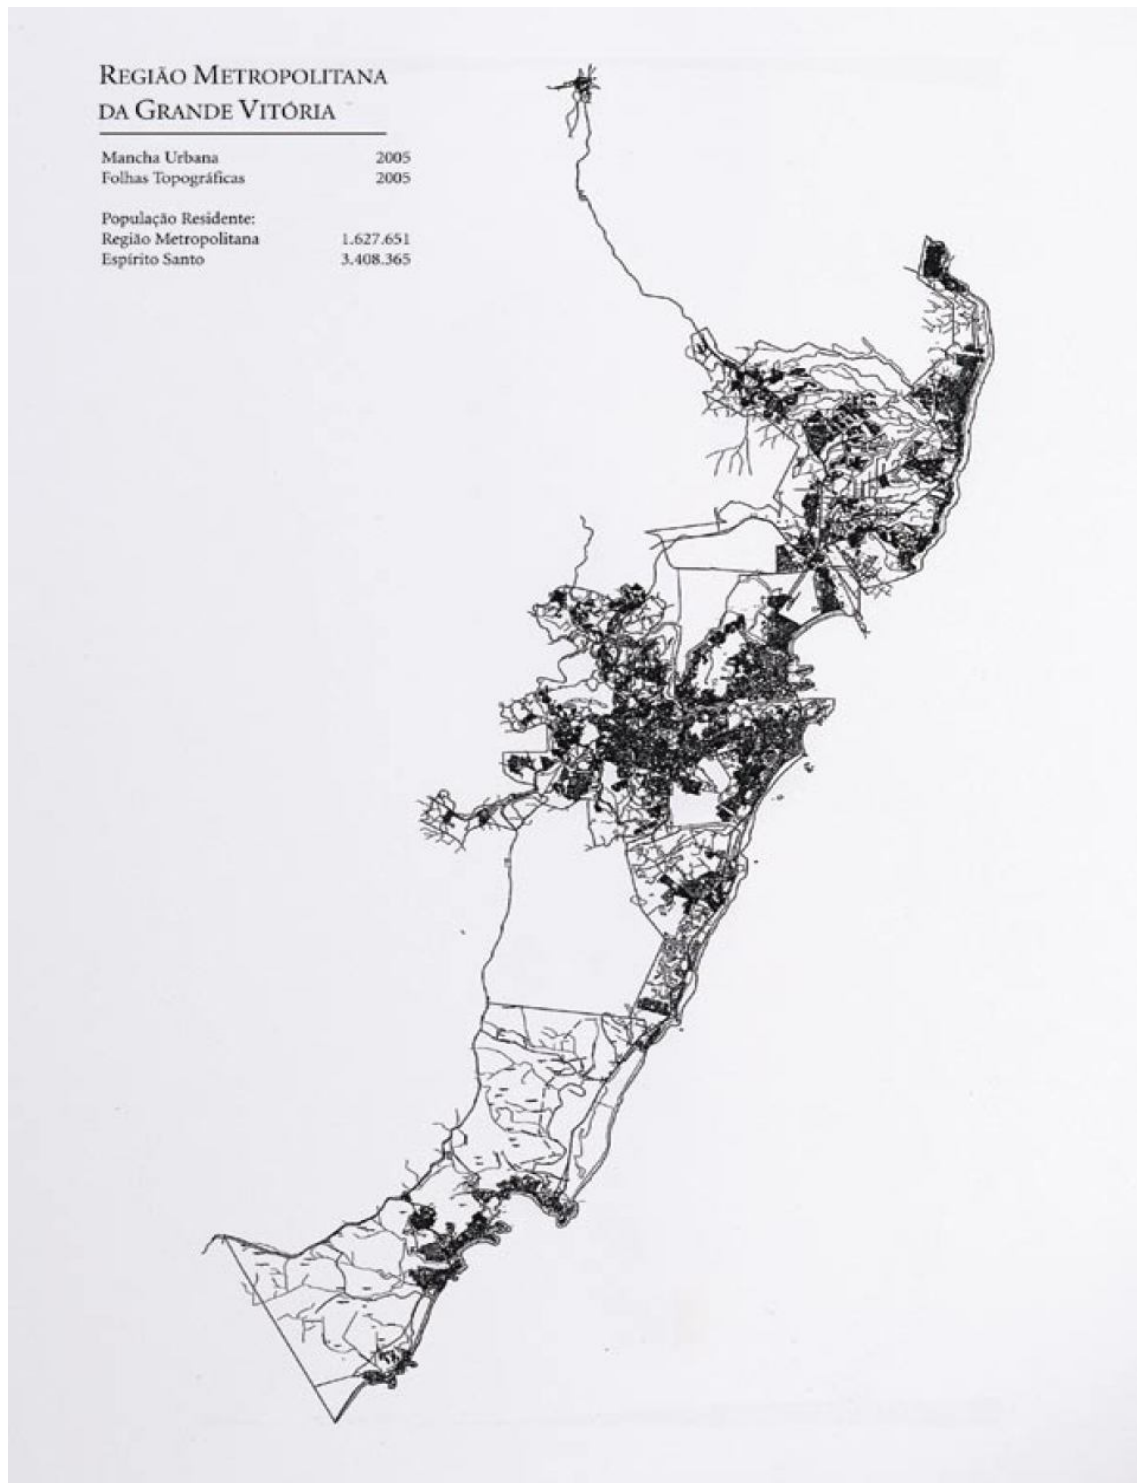 REGIÃO METROPOLITANA
DA GRANDE VITÓRIA
Mancha Urbana 2005
Folhas Topográficas 2005
População Residente:
Região Metropolitana 1.627.651
Espírito Santo 3.408.365